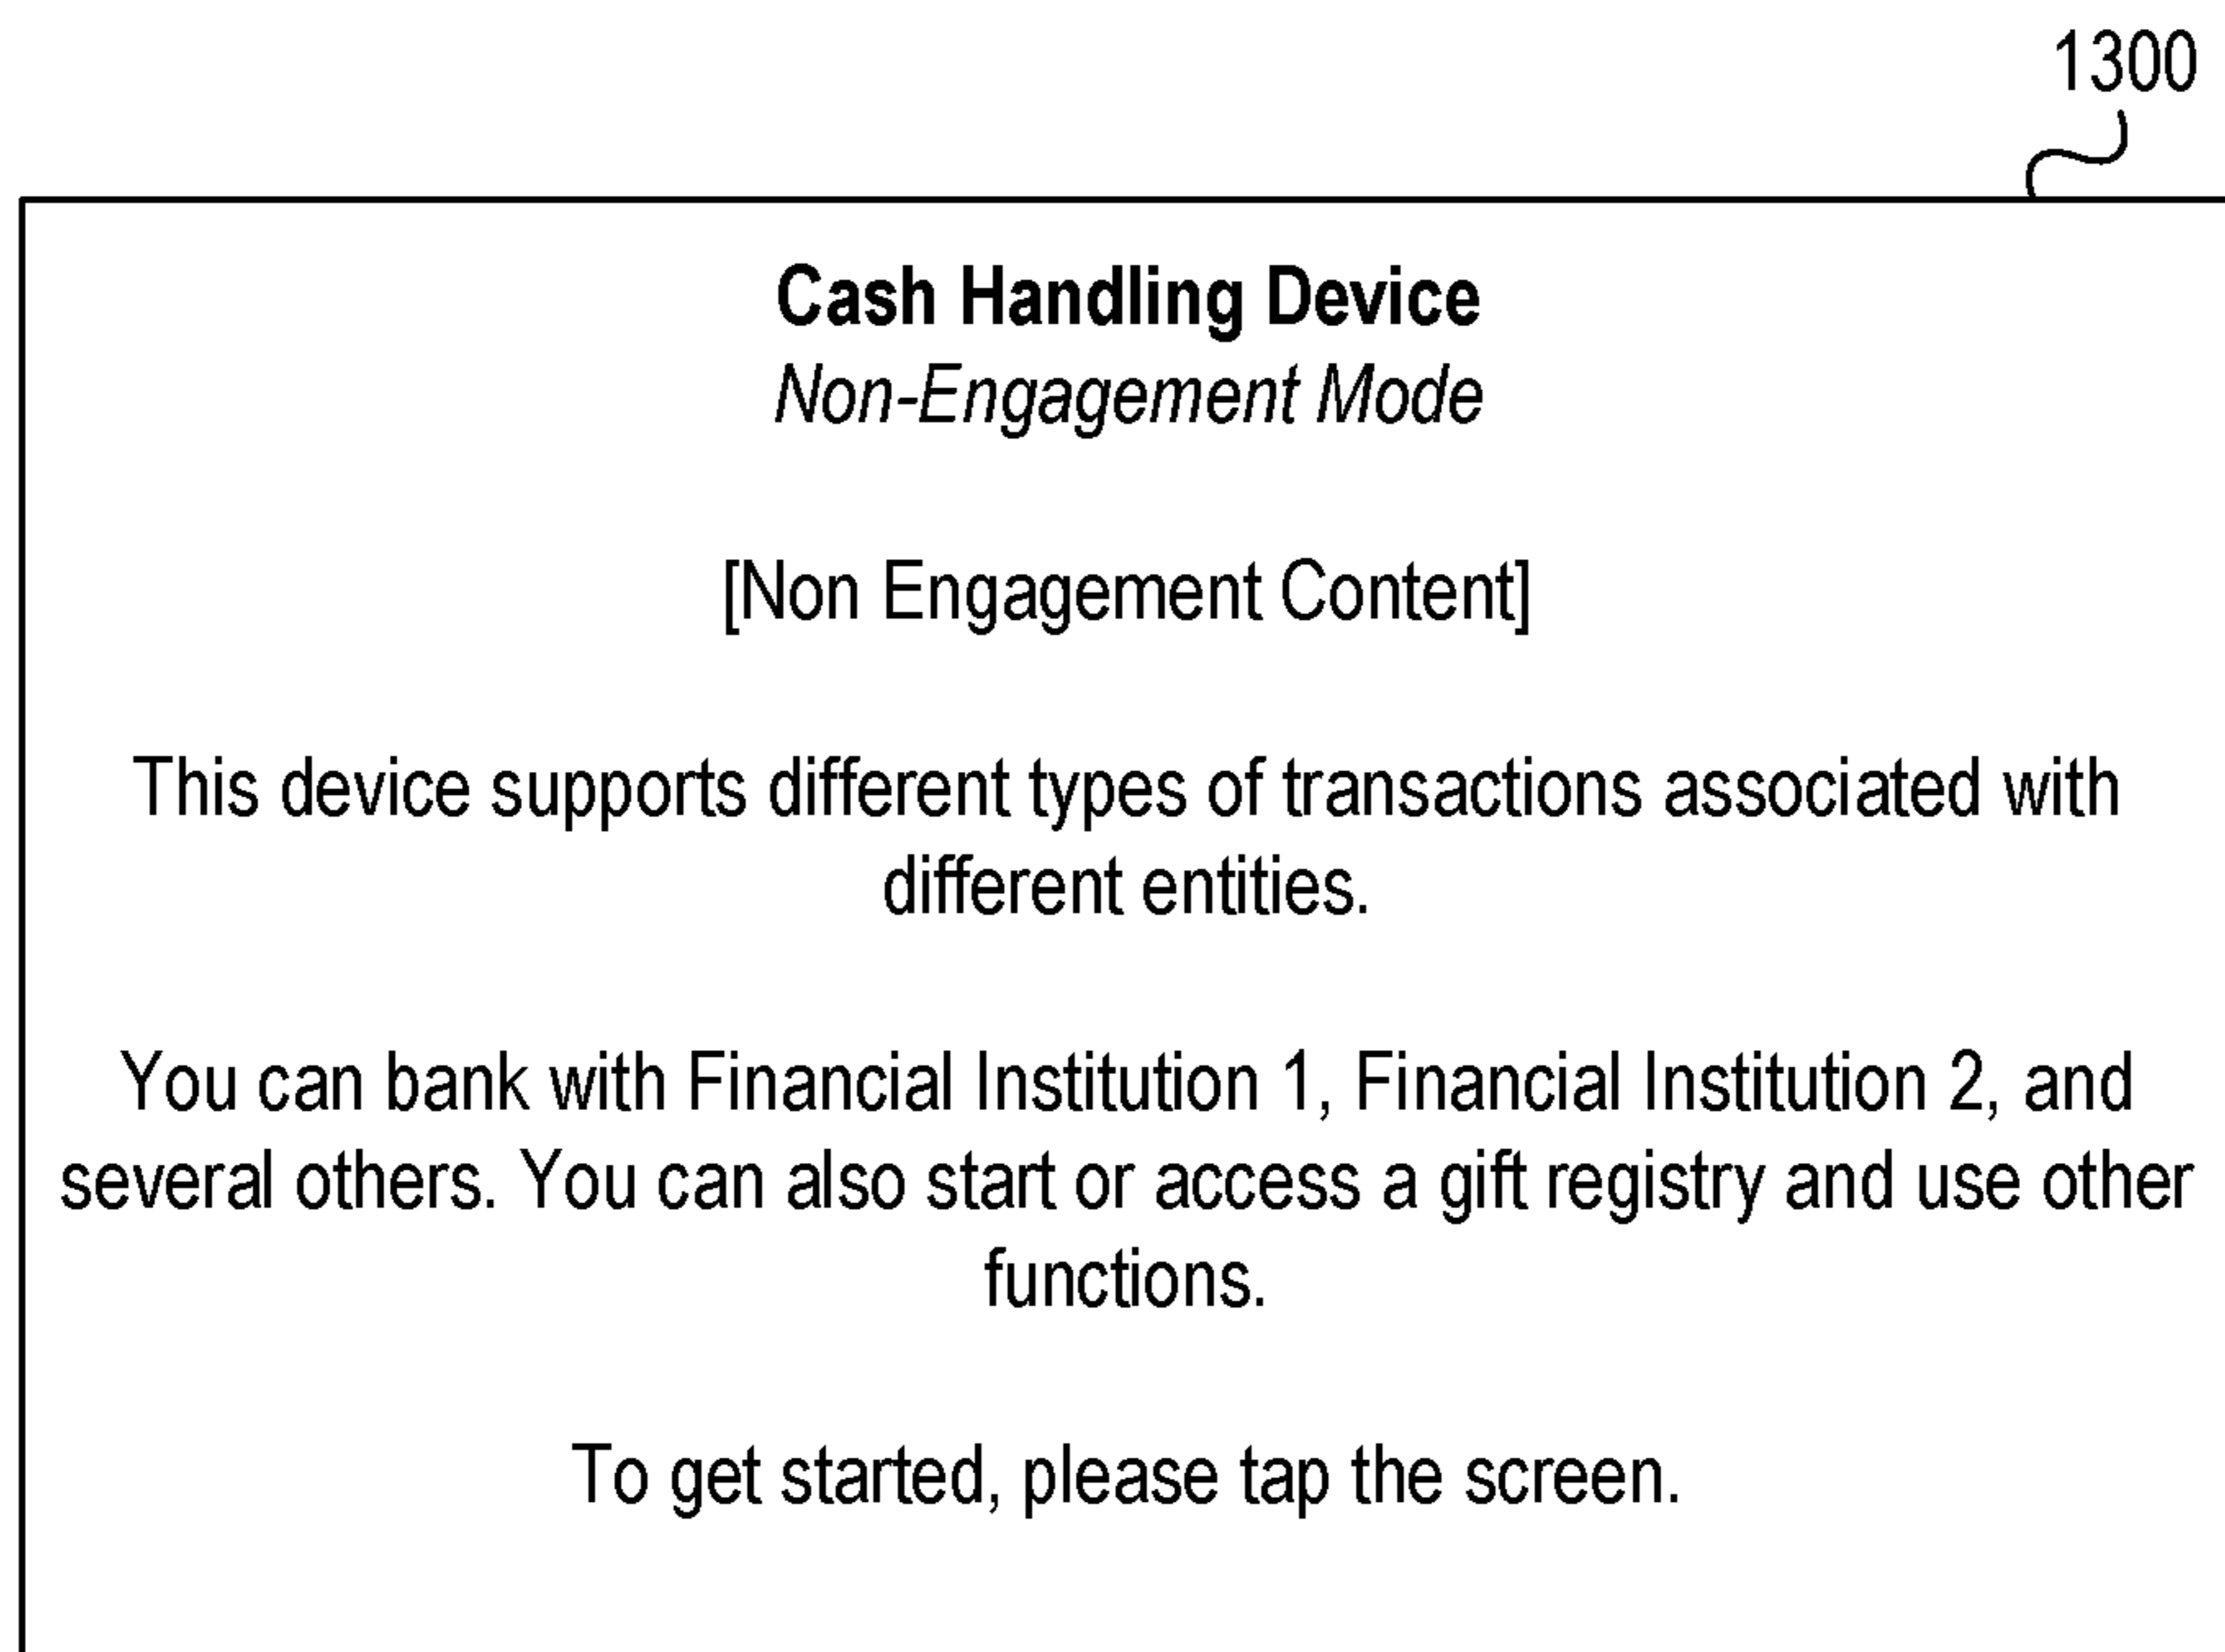 1300
Cash Handling Device
Non-Engagement Mode
[Non Engagement Content]
This device supports different types of transactions associated with
different entities.
You can bank with Financial Institution 1, Financial Institution 2, and
several others. You can also start or access a gift registry and use other
functions.
To get started, please tap the screen.